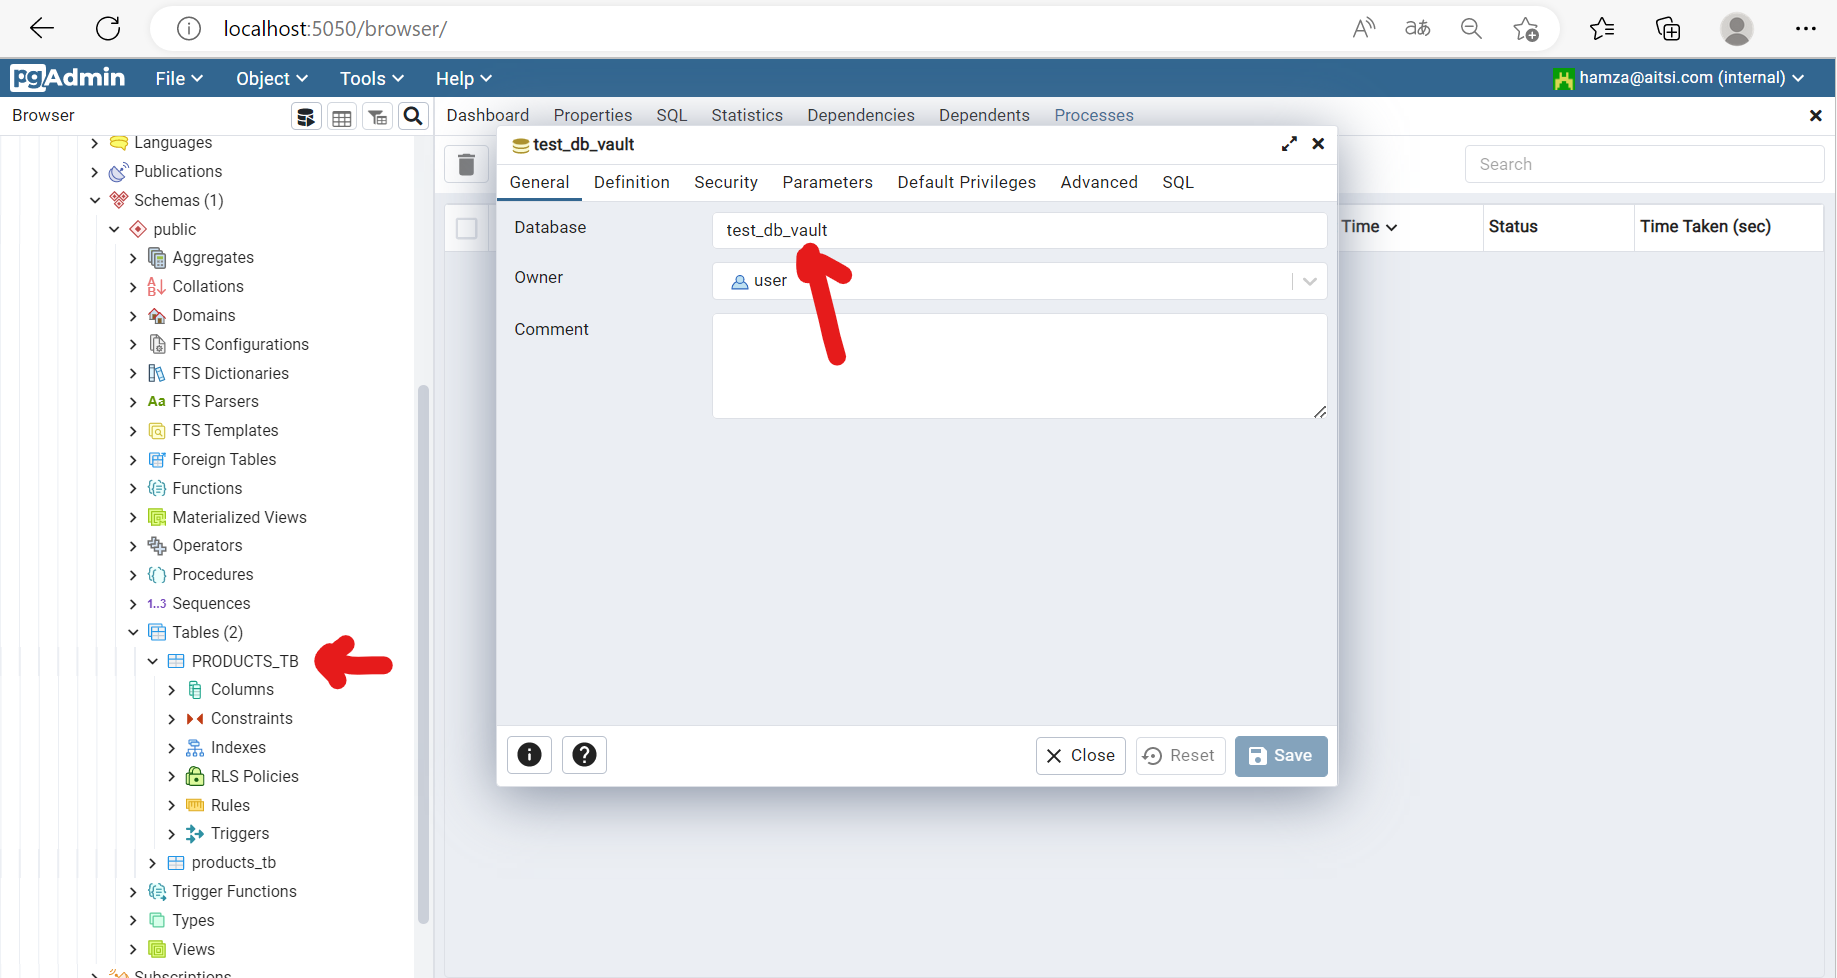 localhost:5050/browser/
pgAdmin File Object Tools Help hamza@aitsi.com (internal)
Browser
Dashboard Properties SQL Statistics Dependencies Dependents Processes
Languages
Publications
Schemas (1)
public
Aggregates
Collations
Domains
FTS Configurations
FTS Dictionaries
Aa FTS Parsers
FTS Templates
Foreign Tables
Functions
Materialized Views
Operators
Procedures
1..3 Sequences
Tables (2)
PRODUCTS_TB
Columns
Constraints
Indexes
RLS Policies
Rules
Triggers
products_tb
Trigger Functions
Types
Views
Subscriptions
test_db_vault
General Definition Security Parameters Default Privileges Advanced SQL
Database test_db_vault
Owner user
Comment
Close Reset Save
Search
Time Status Time Taken (sec)